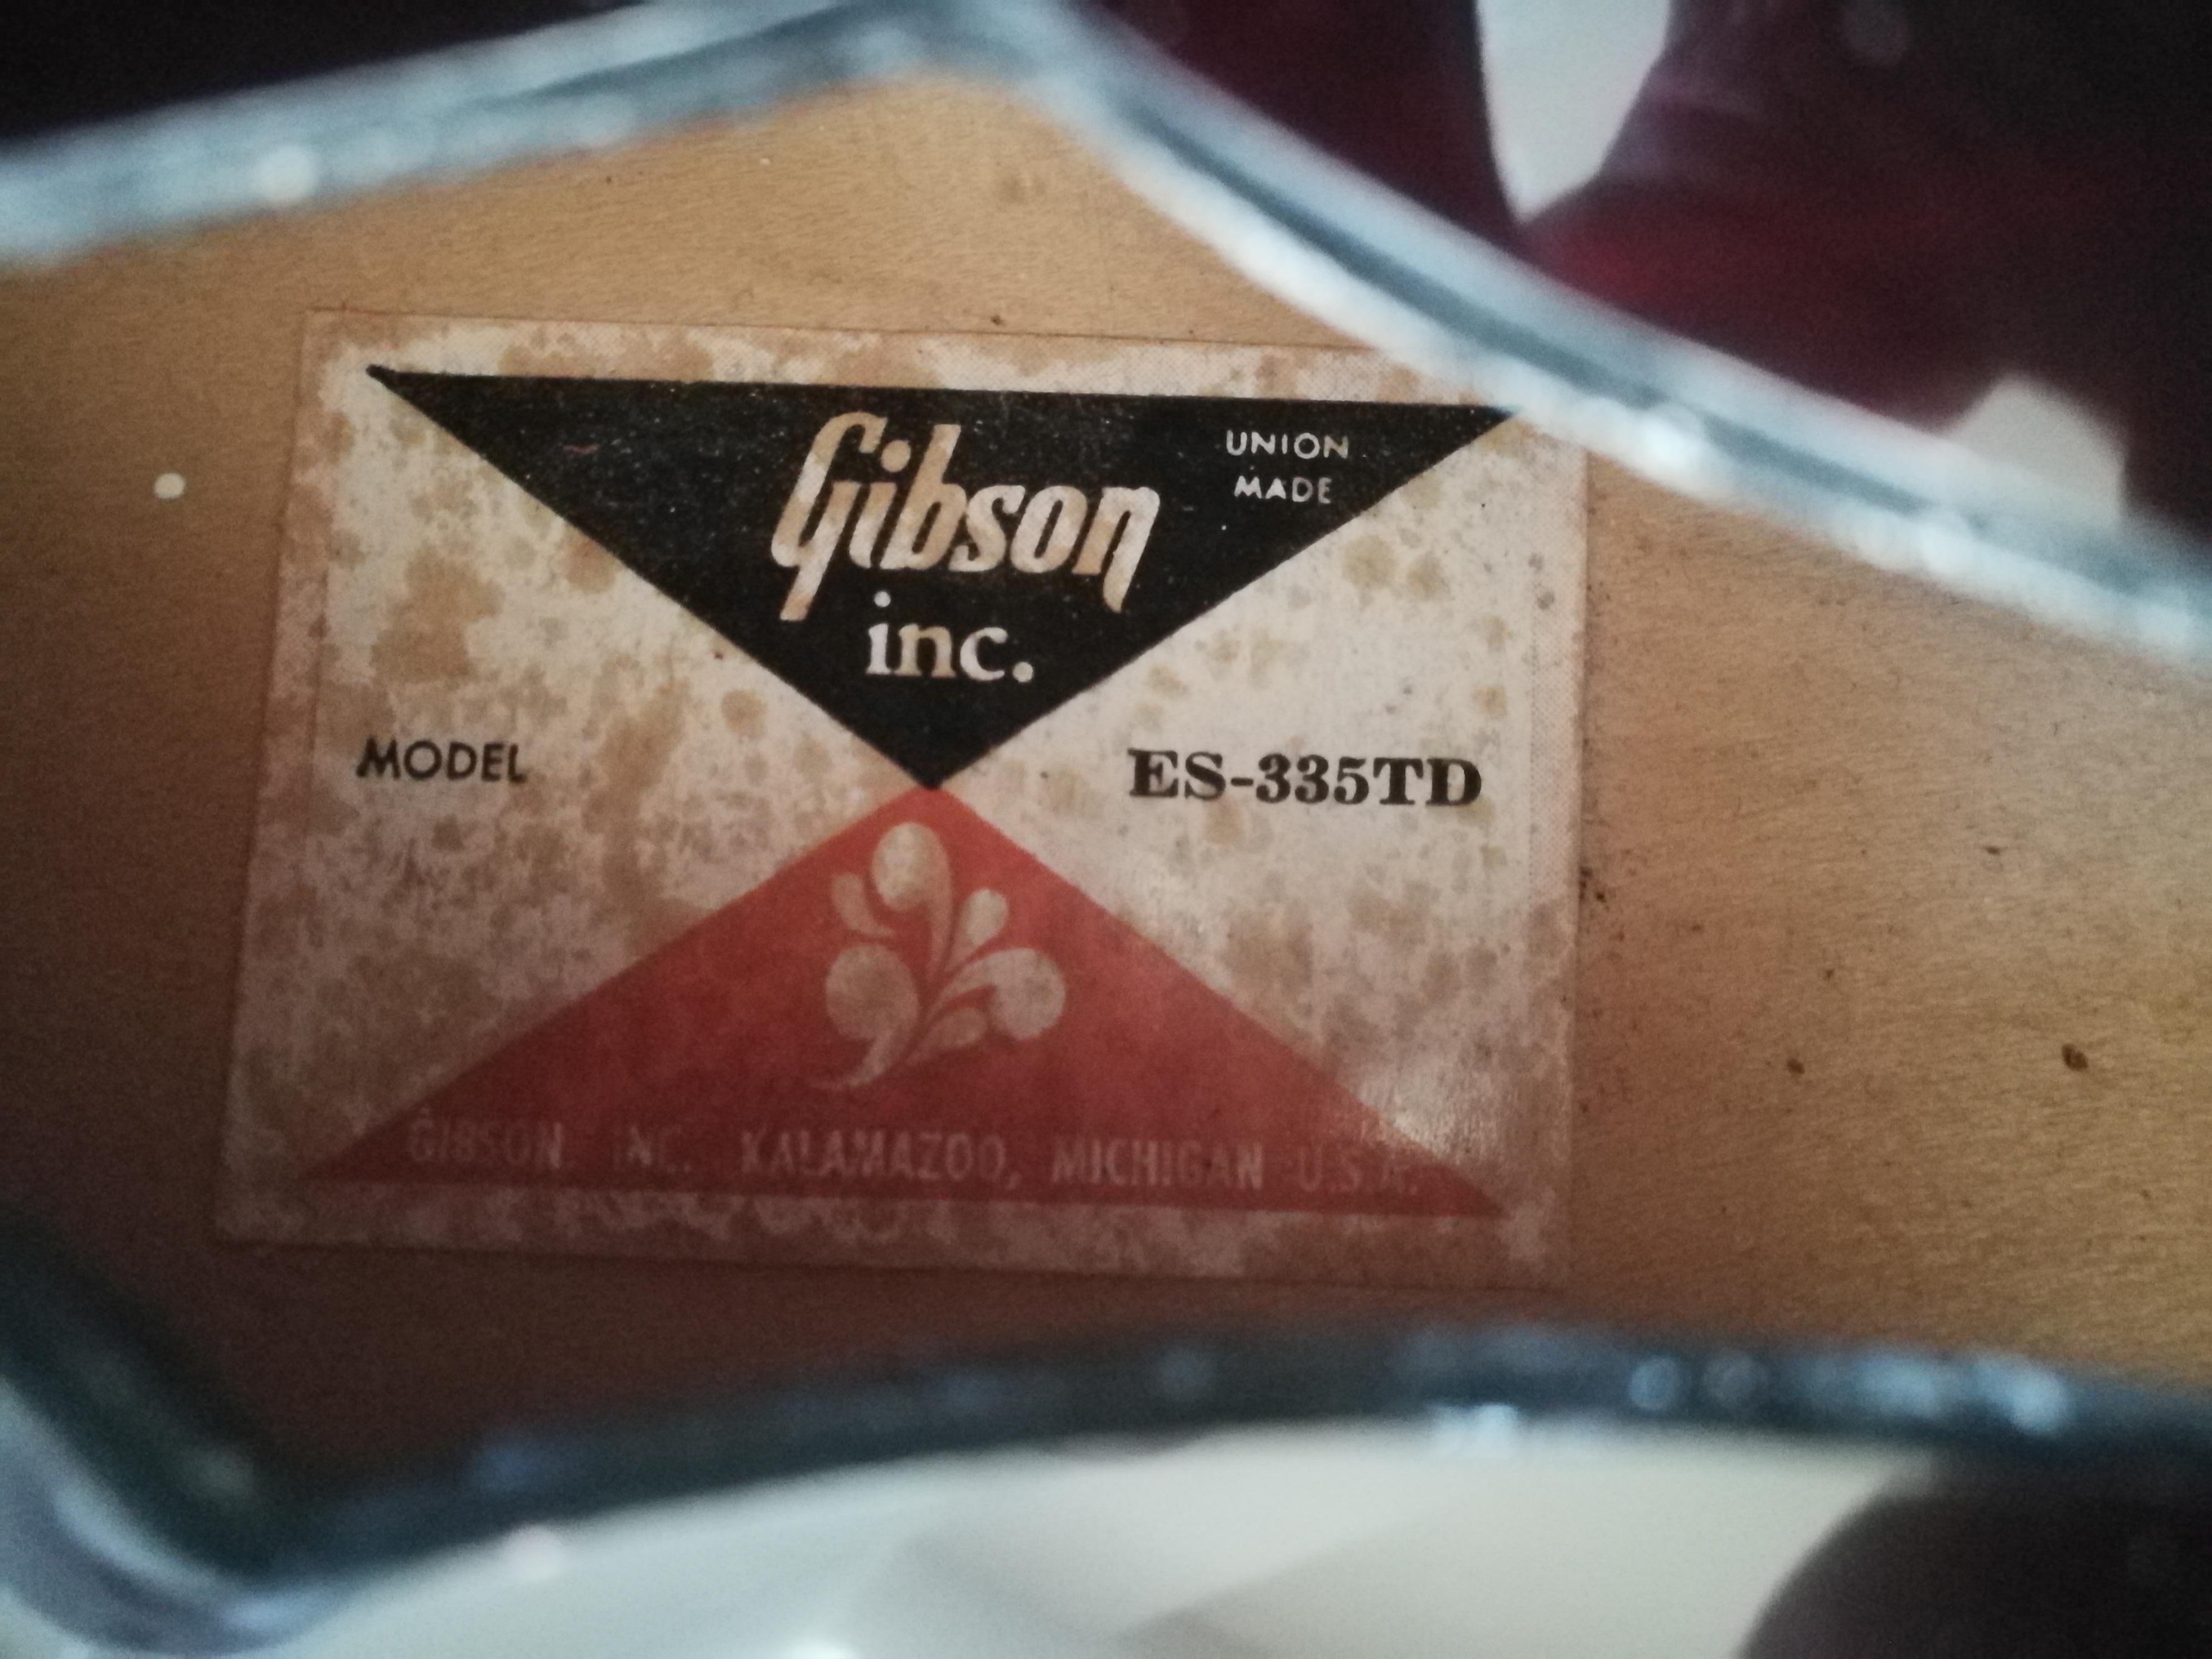 Gibson
inc.
UNION
MADE
MODEL
ES-335TD
GIBSON INC. KALAMAZOO, MICHIGAN U.S.A.